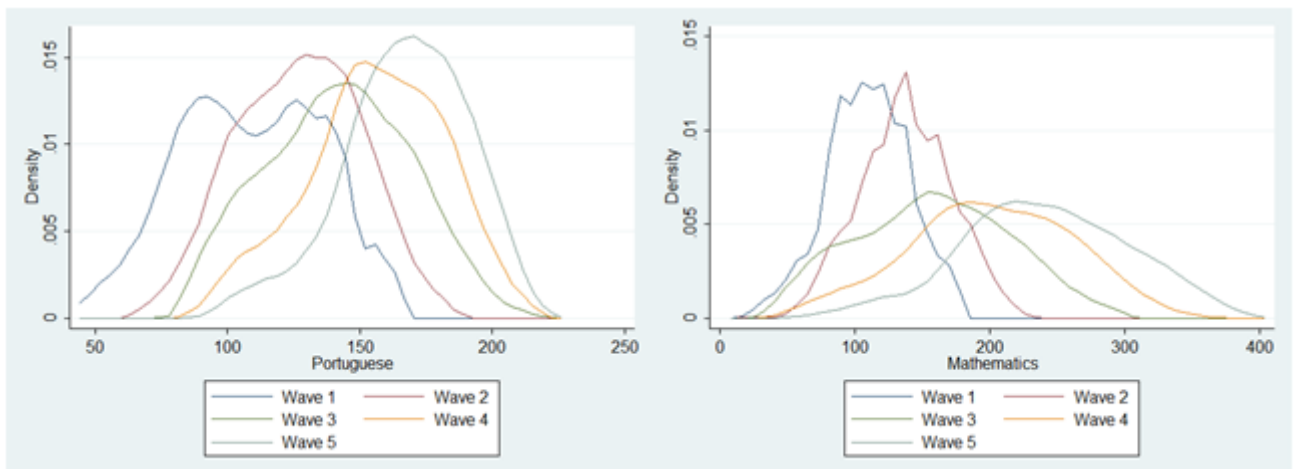 Density
.015
.01
.005
0
50 100 150 200 250
Portuguese
Wave 1 Wave 2
Wave 3 Wave 4
Wave 5
Density
.015
.01
.005
0
0 100 200 300 400
Mathematics
Wave 1 Wave 2
Wave 3 Wave 4
Wave 5